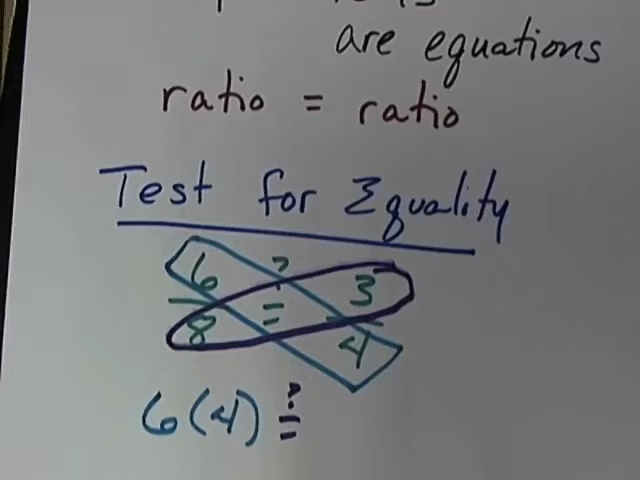 are equations
ratio = ratio
Test for Equality
6/8 ?= 3/4
6(4) ?=